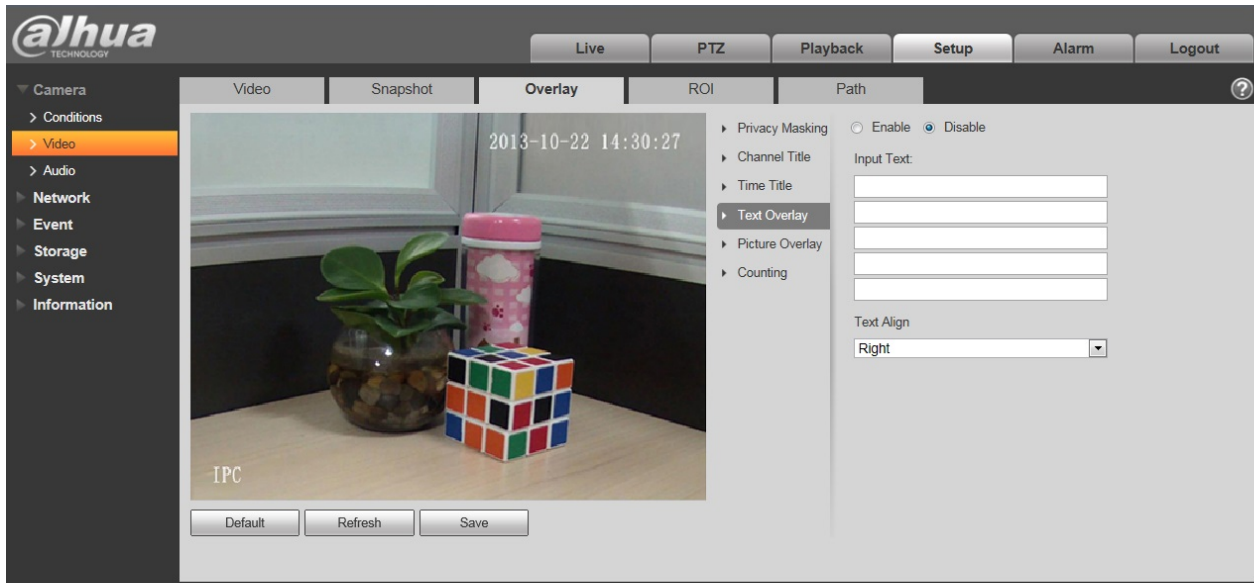 alhua
TECHNOLOGY
Live
PTZ
Playback
Setup
Alarm
Logout
Camera
Conditions
Video
Audio
Network
Event
Storage
System
Information
Video
Snapshot
Overlay
ROI
Path
?
2013-10-22 14:30:27
IPC
Default
Refresh
Save
Privacy Masking
Channel Title
Time Title
Text Overlay
Picture Overlay
Counting
Enable
Disable
Input Text:
Text Align
Right